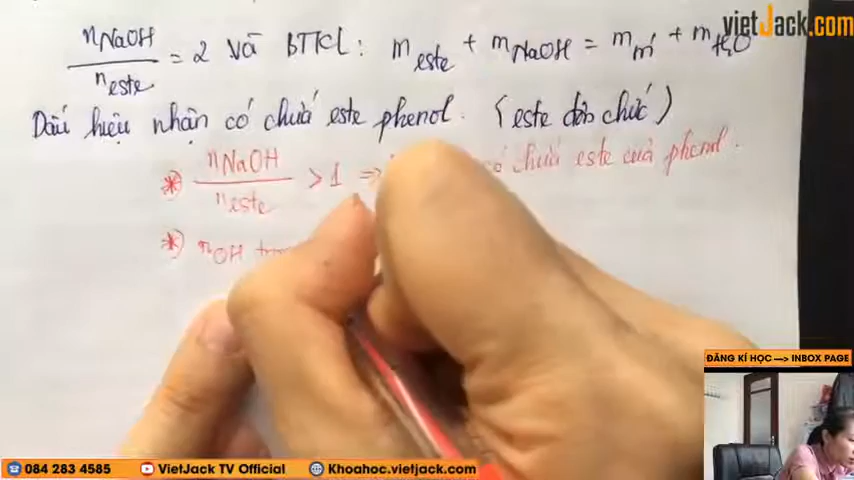 vietJack.com
nNaOH / neste = 2 và BTKL: meste + mNaOH = mm' + mH2O
Dấu hiệu nhận có chứa este phenol. (este đơn chức)
* nNaOH / neste > 1 => có chứa este của phenol.
* nOH
ĐĂNG KÍ HỌC —> INBOX PAGE
084 283 4585 VietJack TV Official Khoahoc.vietjack.com